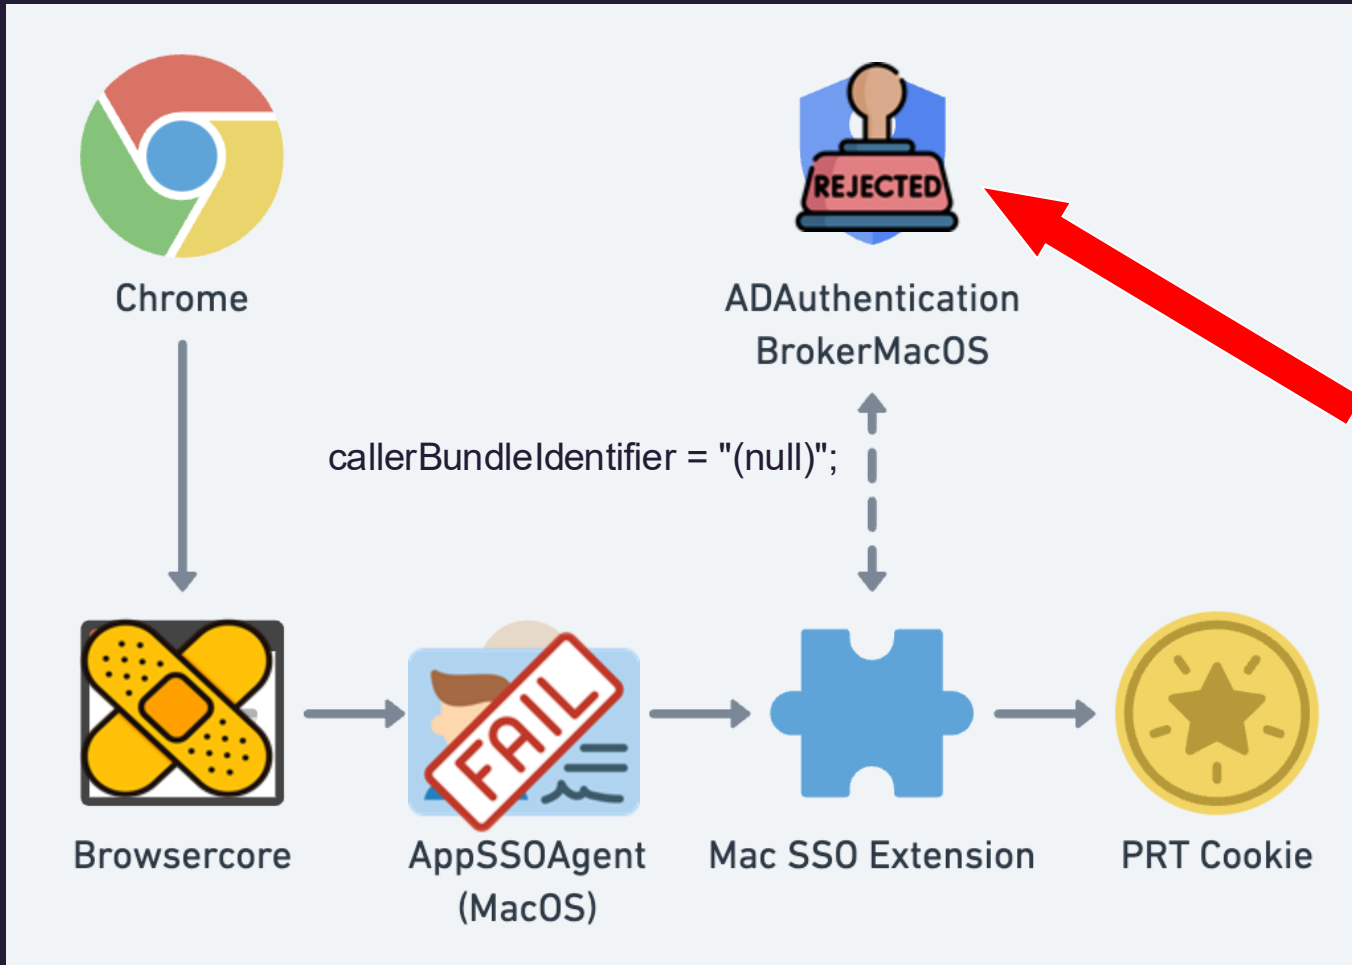 REJECTED
Chrome
ADAuthentication
BrokerMacOS
callerBundleIdentifier = "(null)";
FAIL
Browsercore
AppSSOAgent
(MacOS)
Mac SSO Extension
PRT Cookie